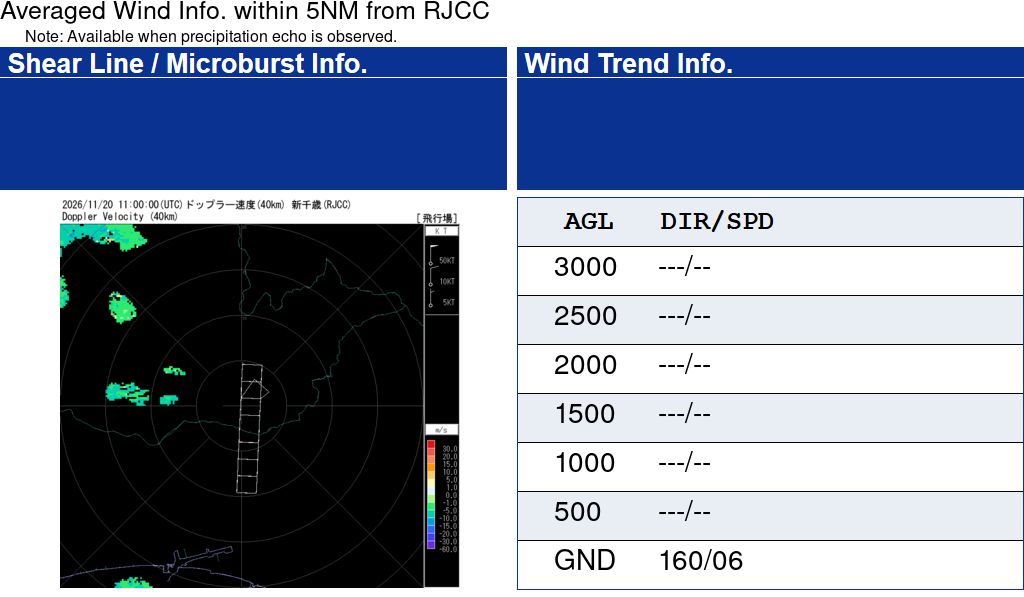 Averaged Wind Info. within 5NM from RJCC
Note: Available when precipitation echo is observed.
Shear Line / Microburst Info.
Wind Trend Info.
2026/11/20 11:00:00(UTC) ドップラー速度(40km) 新千歳(RJCC)
Doppler Velocity (40km)
[飛行場]
KT
50KT
10KT
5KT
m/s
30.0
20.0
15.0
10.0
5.0
1.0
0.0
-1.0
-5.0
-10.0
-15.0
-20.0
-30.0
-60.0
AGL DIR/SPD
3000 ---/--
2500 ---/--
2000 ---/--
1500 ---/--
1000 ---/--
500 ---/--
GND 160/06